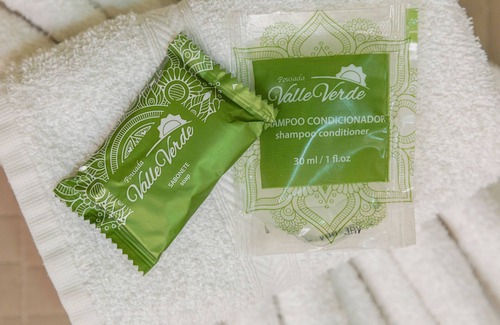 Pousada
Valle Verde
SABONETE
soap
Pousada
Valle Verde
SHAMPOO CONDICIONADOR
shampoo conditioner
30 ml / 1 fl.oz